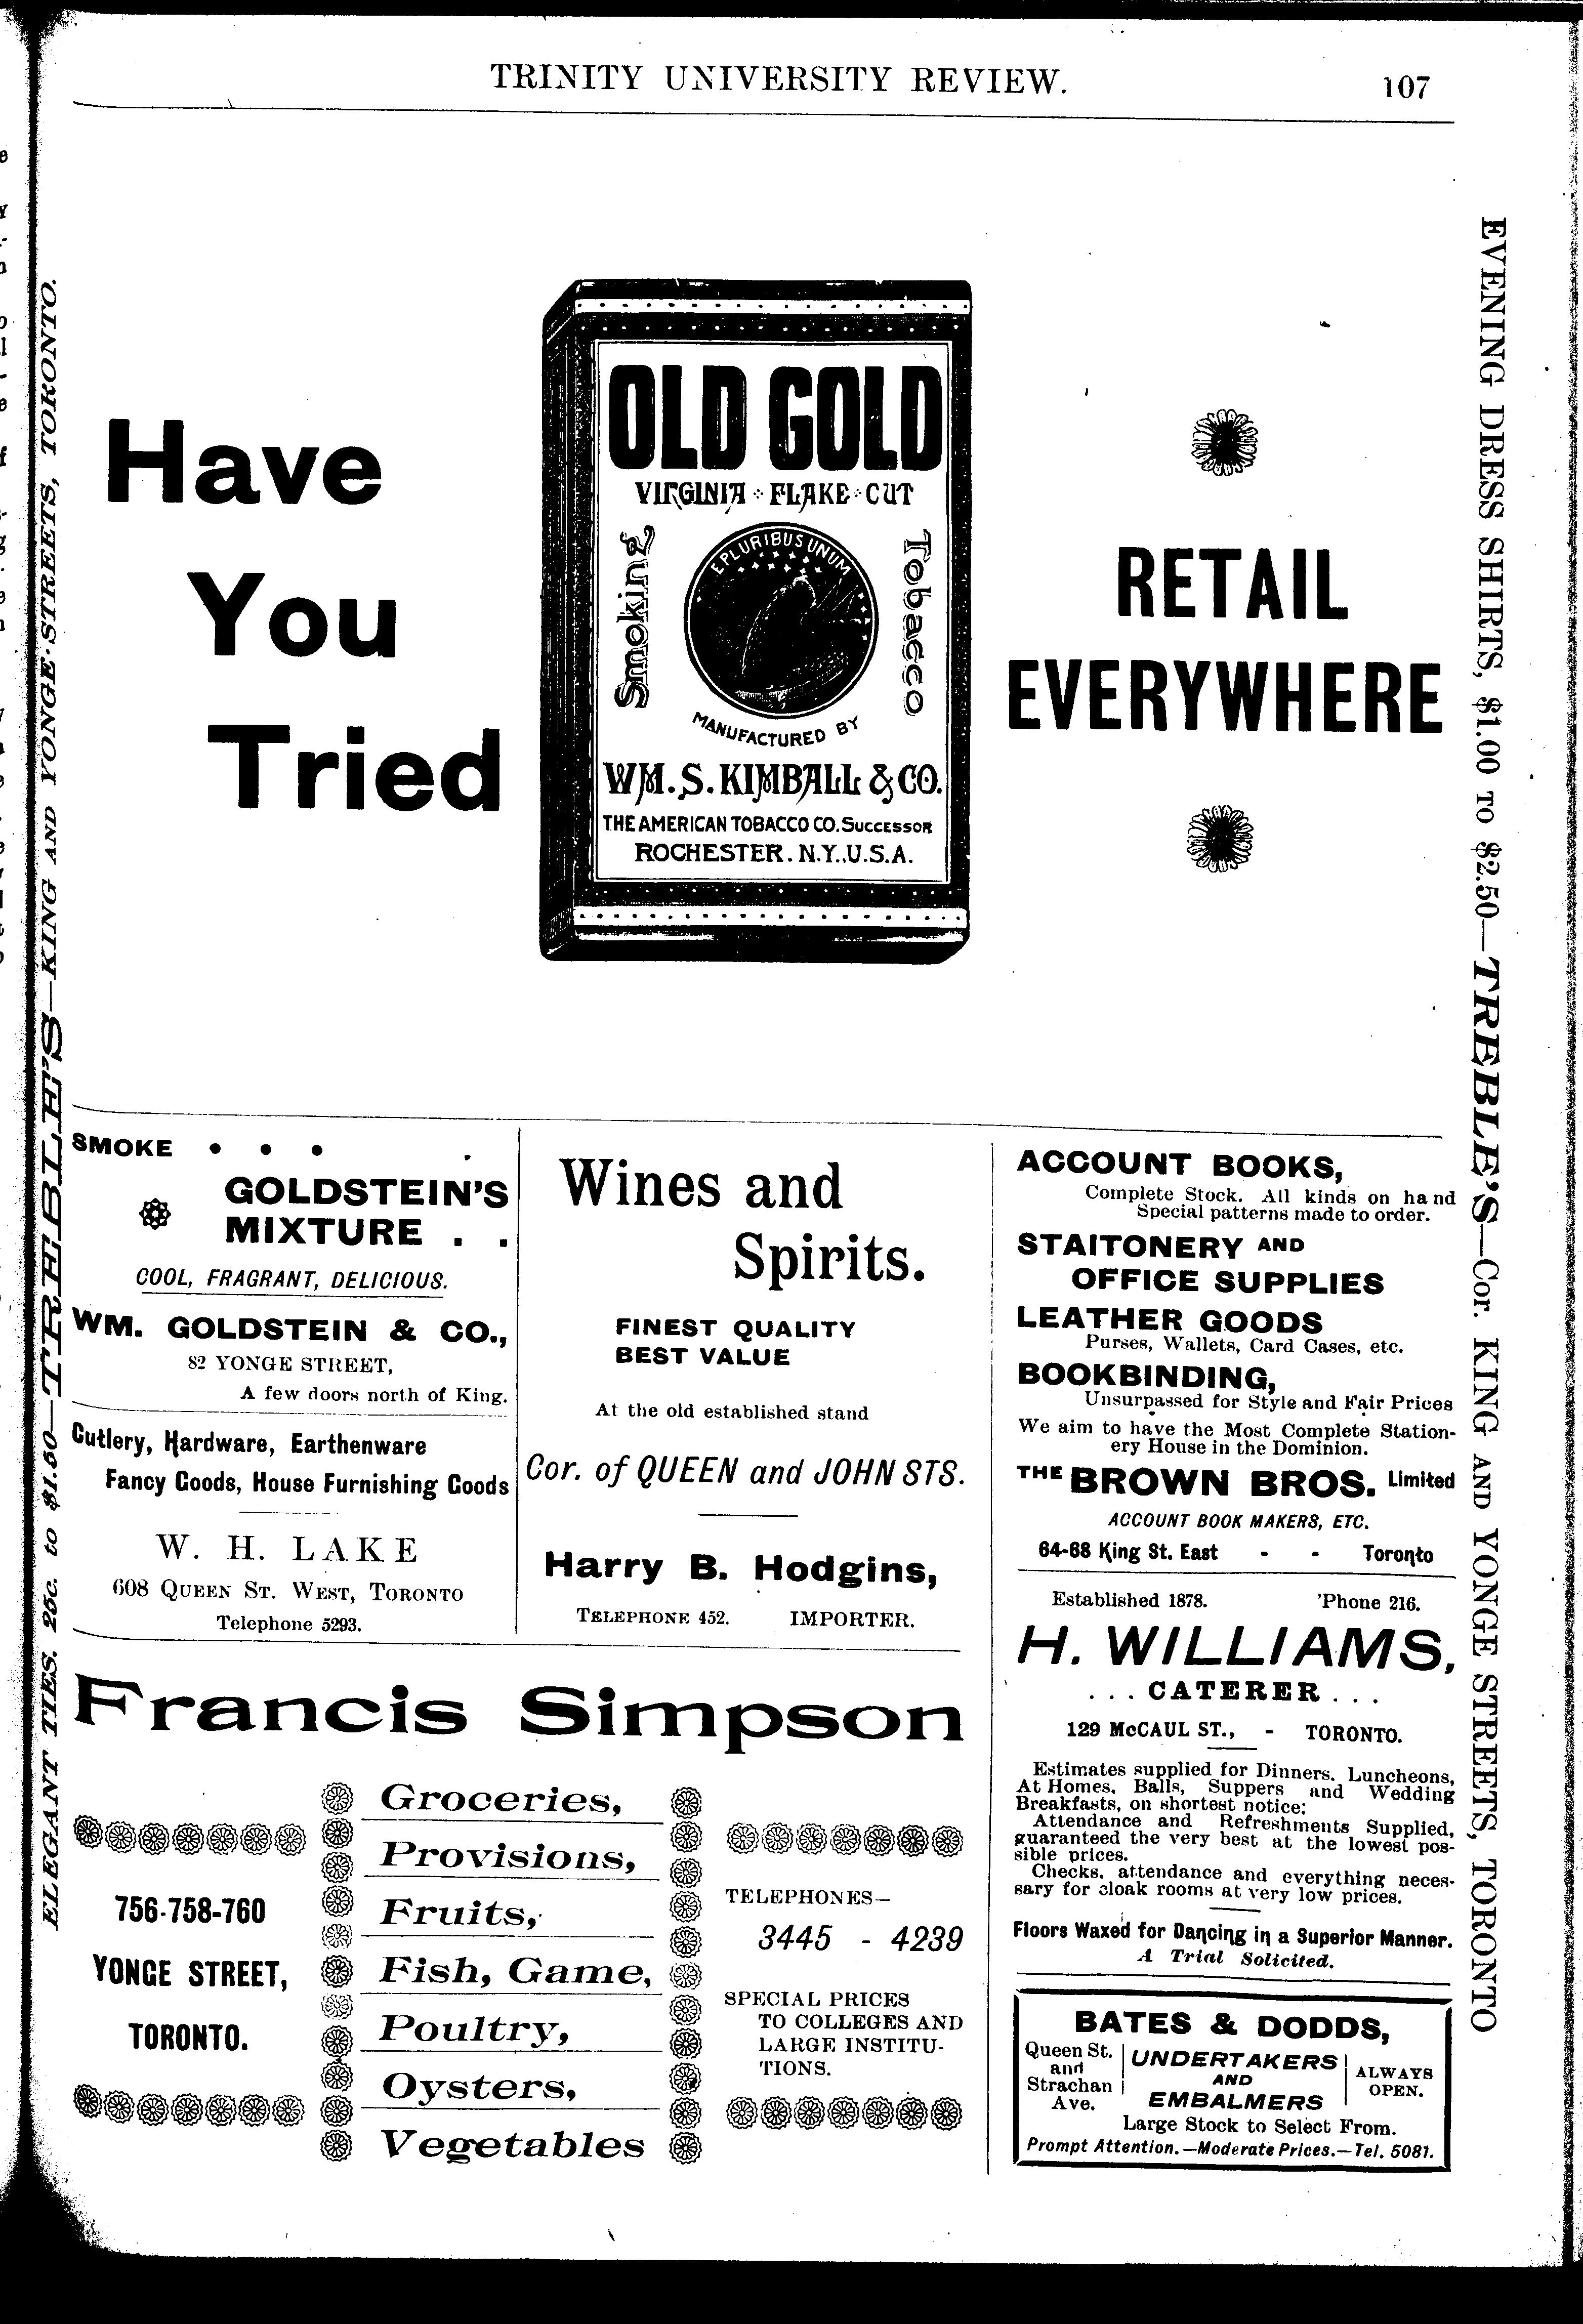 TRINITY UNIVERSITY REVIEW. 107
ELEGANT TIES. 25c. to $1.50—TREBLE'S—KING AND YONGE STREETS, TORONTO.
Have
You
Tried
OLD GOLD
VIRGINIA FLAKE CUT
Smoking
Tobacco
E PLURIBUS UNUM
MANUFACTURED BY
WM. S. KIMBALL & CO.
THE AMERICAN TOBACCO CO. SUCCESSOR
ROCHESTER. N.Y., U.S.A.
RETAIL
EVERYWHERE
EVENING DRESS SHIRTS, $1.00 TO $2.50—TREBLE'S—Cor. KING AND YONGE STREETS, TORONTO
SMOKE . . .
GOLDSTEIN'S
MIXTURE . .
COOL, FRAGRANT, DELICIOUS.
WM. GOLDSTEIN & CO.,
82 YONGE STREET,
A few doors north of King.
Cutlery, Hardware, Earthenware
Fancy Goods, House Furnishing Goods
W. H. LAKE
608 QUEEN ST. WEST, TORONTO
Telephone 5293.
Wines and
Spirits.
FINEST QUALITY
BEST VALUE
At the old established stand
Cor. of QUEEN and JOHN STS.
Harry B. Hodgins,
TELEPHONE 452. IMPORTER.
Francis Simpson
756-758-760
YONGE STREET,
TORONTO.
Groceries,
Provisions,
Fruits,
Fish, Game,
Poultry,
Oysters,
Vegetables
TELEPHONES—
3445 - 4239
SPECIAL PRICES
TO COLLEGES AND
LARGE INSTITU-
TIONS.
ACCOUNT BOOKS,
Complete Stock. All kinds on hand
Special patterns made to order.
STAITONERY AND
OFFICE SUPPLIES
LEATHER GOODS
Purses, Wallets, Card Cases, etc.
BOOKBINDING,
Unsurpassed for Style and Fair Prices
We aim to have the Most Complete Station-
ery House in the Dominion.
THE BROWN BROS. Limited
ACCOUNT BOOK MAKERS, ETC.
64-68 King St. East - - Toronto
Established 1878. 'Phone 216.
H. WILLIAMS,
. . . CATERER . . .
129 McCAUL ST., - TORONTO.
Estimates supplied for Dinners. Luncheons,
At Homes, Balls, Suppers and Wedding
Breakfasts, on shortest notice;
Attendance and Refreshments Supplied,
guaranteed the very best at the lowest pos-
sible prices.
Checks, attendance and everything neces-
sary for cloak rooms at very low prices.
Floors Waxed for Dancing in a Superior Manner.
A Trial Solicited.
BATES & DODDS,
Queen St.
and
Strachan
Ave.
UNDERTAKERS
AND
EMBALMERS
ALWAYS
OPEN.
Large Stock to Select From.
Prompt Attention.—Moderate Prices.—Tel. 5081.